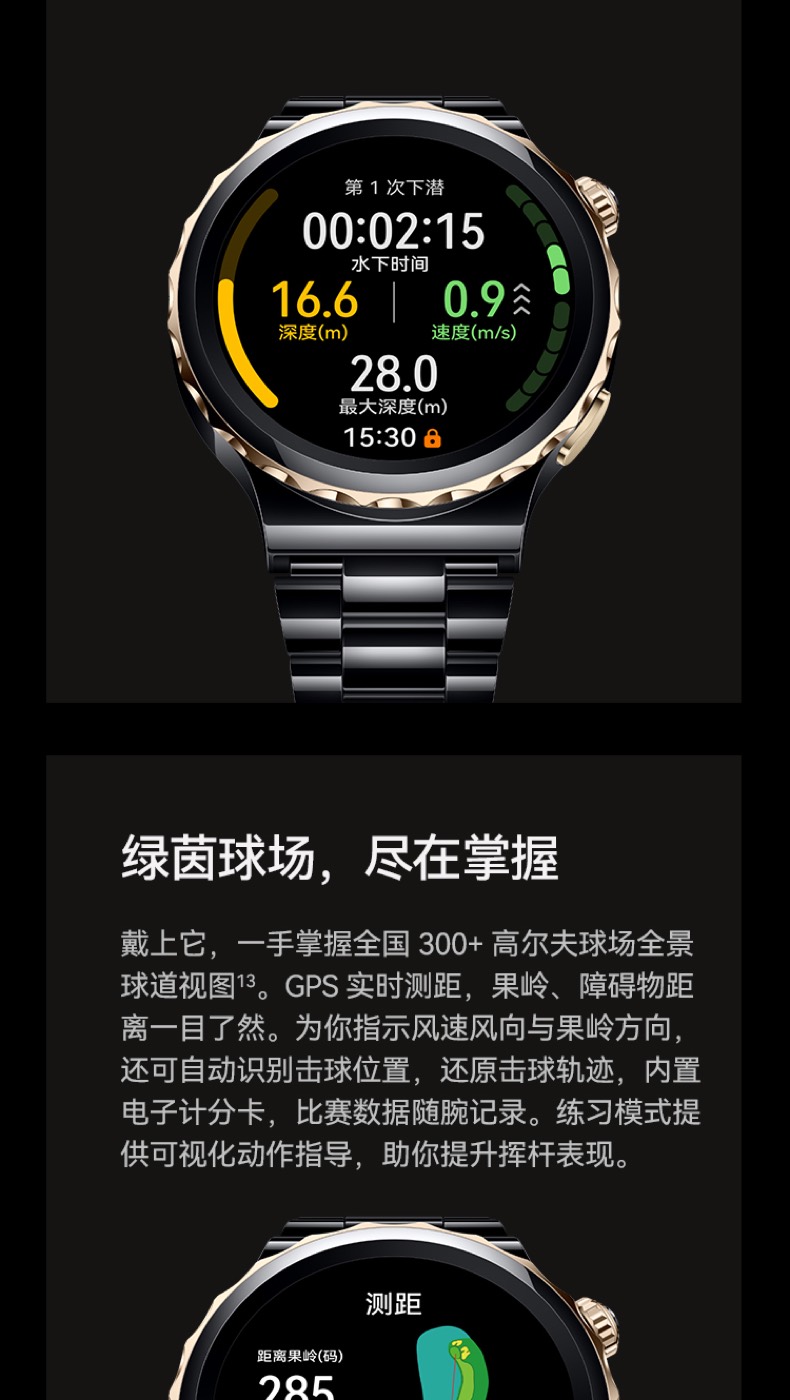 第 1 次下潜
00:02:15
水下时间
16.6 0.9
深度(m) 速度(m/s)
28.0
最大深度(m)
15:30
绿茵球场，尽在掌握
戴上它，一手掌握全国 300+ 高尔夫球场全景
球道视图¹³。GPS 实时测距，果岭、障碍物距
离一目了然。为你指示风速风向与果岭方向，
还可自动识别击球位置，还原击球轨迹，内置
电子计分卡，比赛数据随腕记录。练习模式提
供可视化动作指导，助你提升挥杆表现。
测距
距离果岭(码)
285